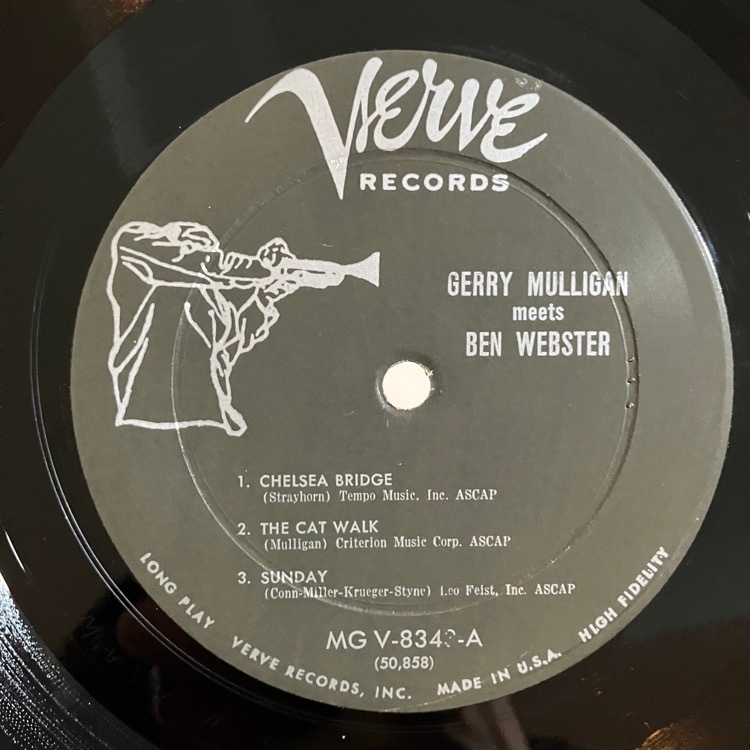 Verve
RECORDS
GERRY MULLIGAN
meets
BEN WEBSTER
1. CHELSEA BRIDGE
(Strayhorn) Tempo Music, Inc. ASCAP
2. THE CAT WALK
(Mulligan) Criterion Music Corp. ASCAP
3. SUNDAY
(Conn-Miller-Krueger-Styne) Leo Feist, Inc. ASCAP
MG V-8343-A
(50,858)
LONG PLAY VERVE RECORDS, INC. MADE IN U.S.A. HIGH FIDELITY